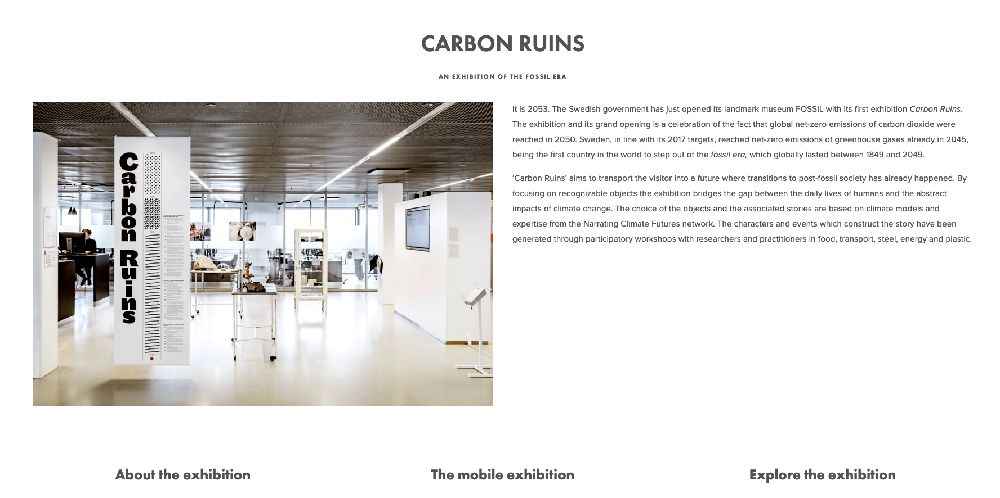 CARBON RUINS
AN EXHIBITION OF THE FOSSIL ERA
Carbon Ruins
It is 2053. The Swedish government has just opened its landmark museum FOSSIL with its first exhibition Carbon Ruins.
The exhibition and its grand opening is a celebration of the fact that global net-zero emissions of carbon dioxide were
reached in 2050. Sweden, in line with its 2017 targets, reached net-zero emissions of greenhouse gases already in 2045,
being the first country in the world to step out of the fossil era, which globally lasted between 1849 and 2049.
‘Carbon Ruins’ aims to transport the visitor into a future where transitions to post-fossil society has already happened. By
focusing on recognizable objects the exhibition bridges the gap between the daily lives of humans and the abstract
impacts of climate change. The choice of the objects and the associated stories are based on climate models and
expertise from the Narrating Climate Futures network. The characters and events which construct the story have been
generated through participatory workshops with researchers and practitioners in food, transport, steel, energy and plastic.
About the exhibition
The mobile exhibition
Explore the exhibition